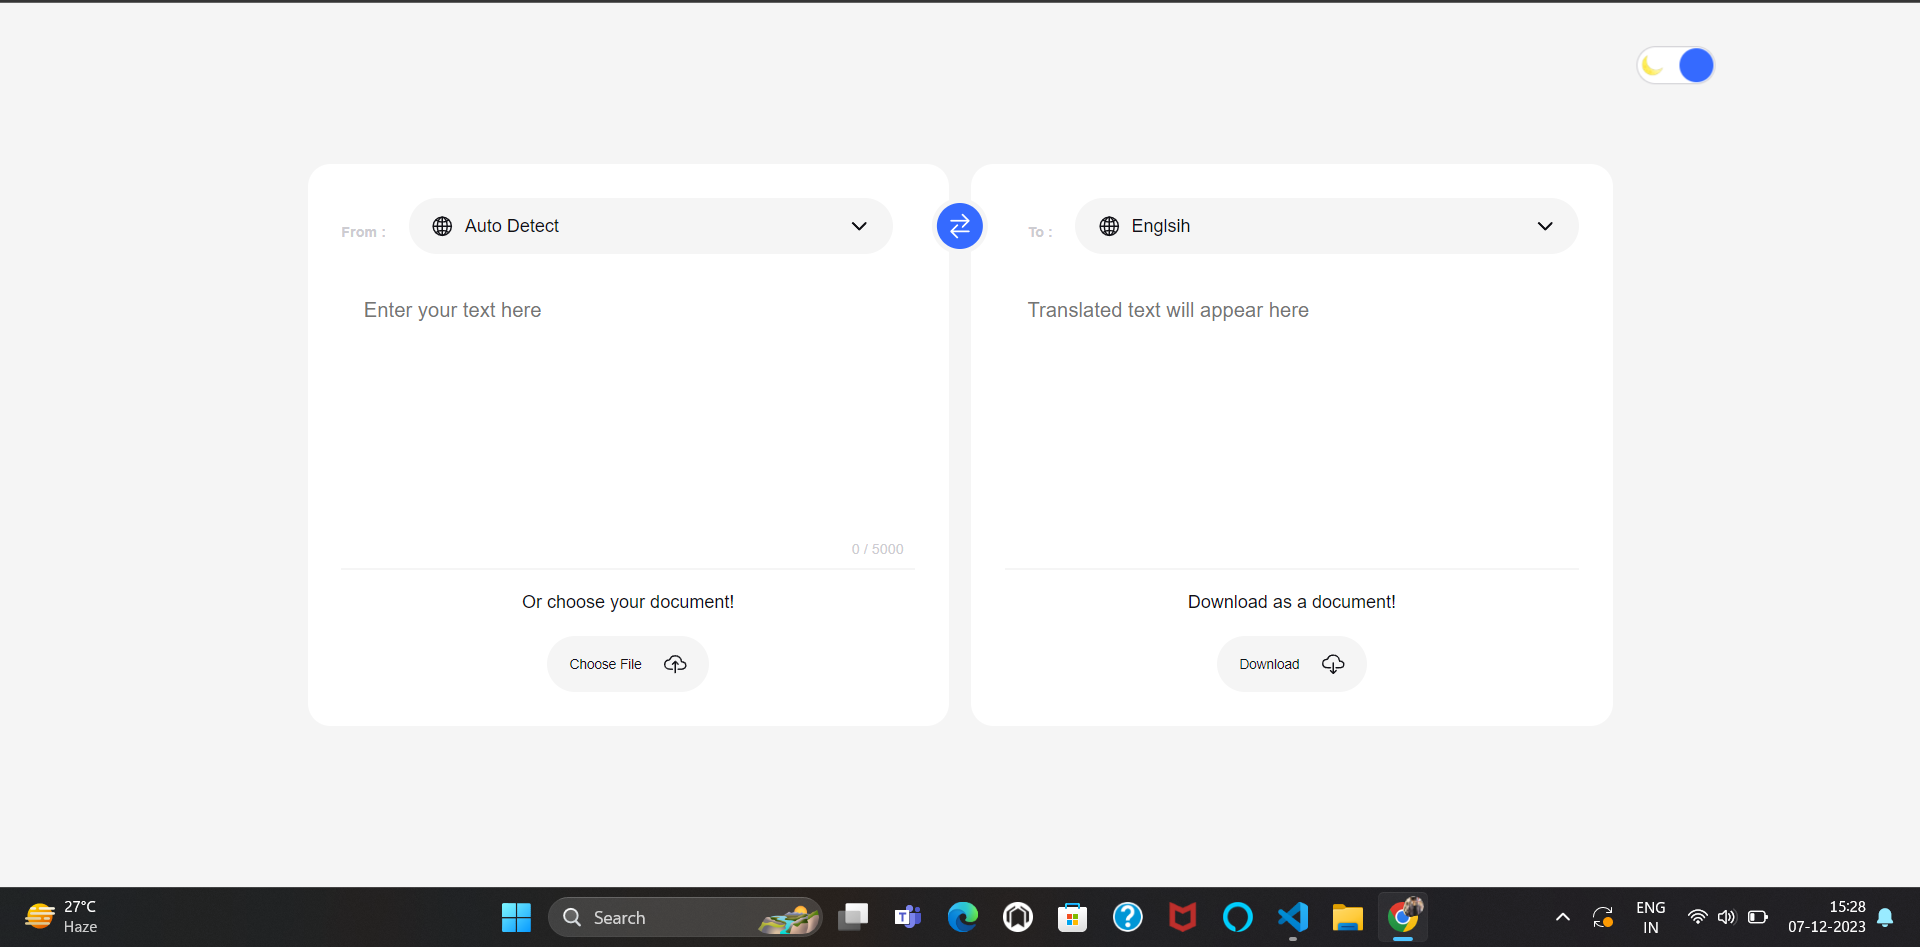 From :
Auto Detect
To :
Englsih
Enter your text here
Translated text will appear here
0 / 5000
Or choose your document!
Download as a document!
Choose File
Download
27°C
Haze
Search
ENG
IN
15:28
07-12-2023